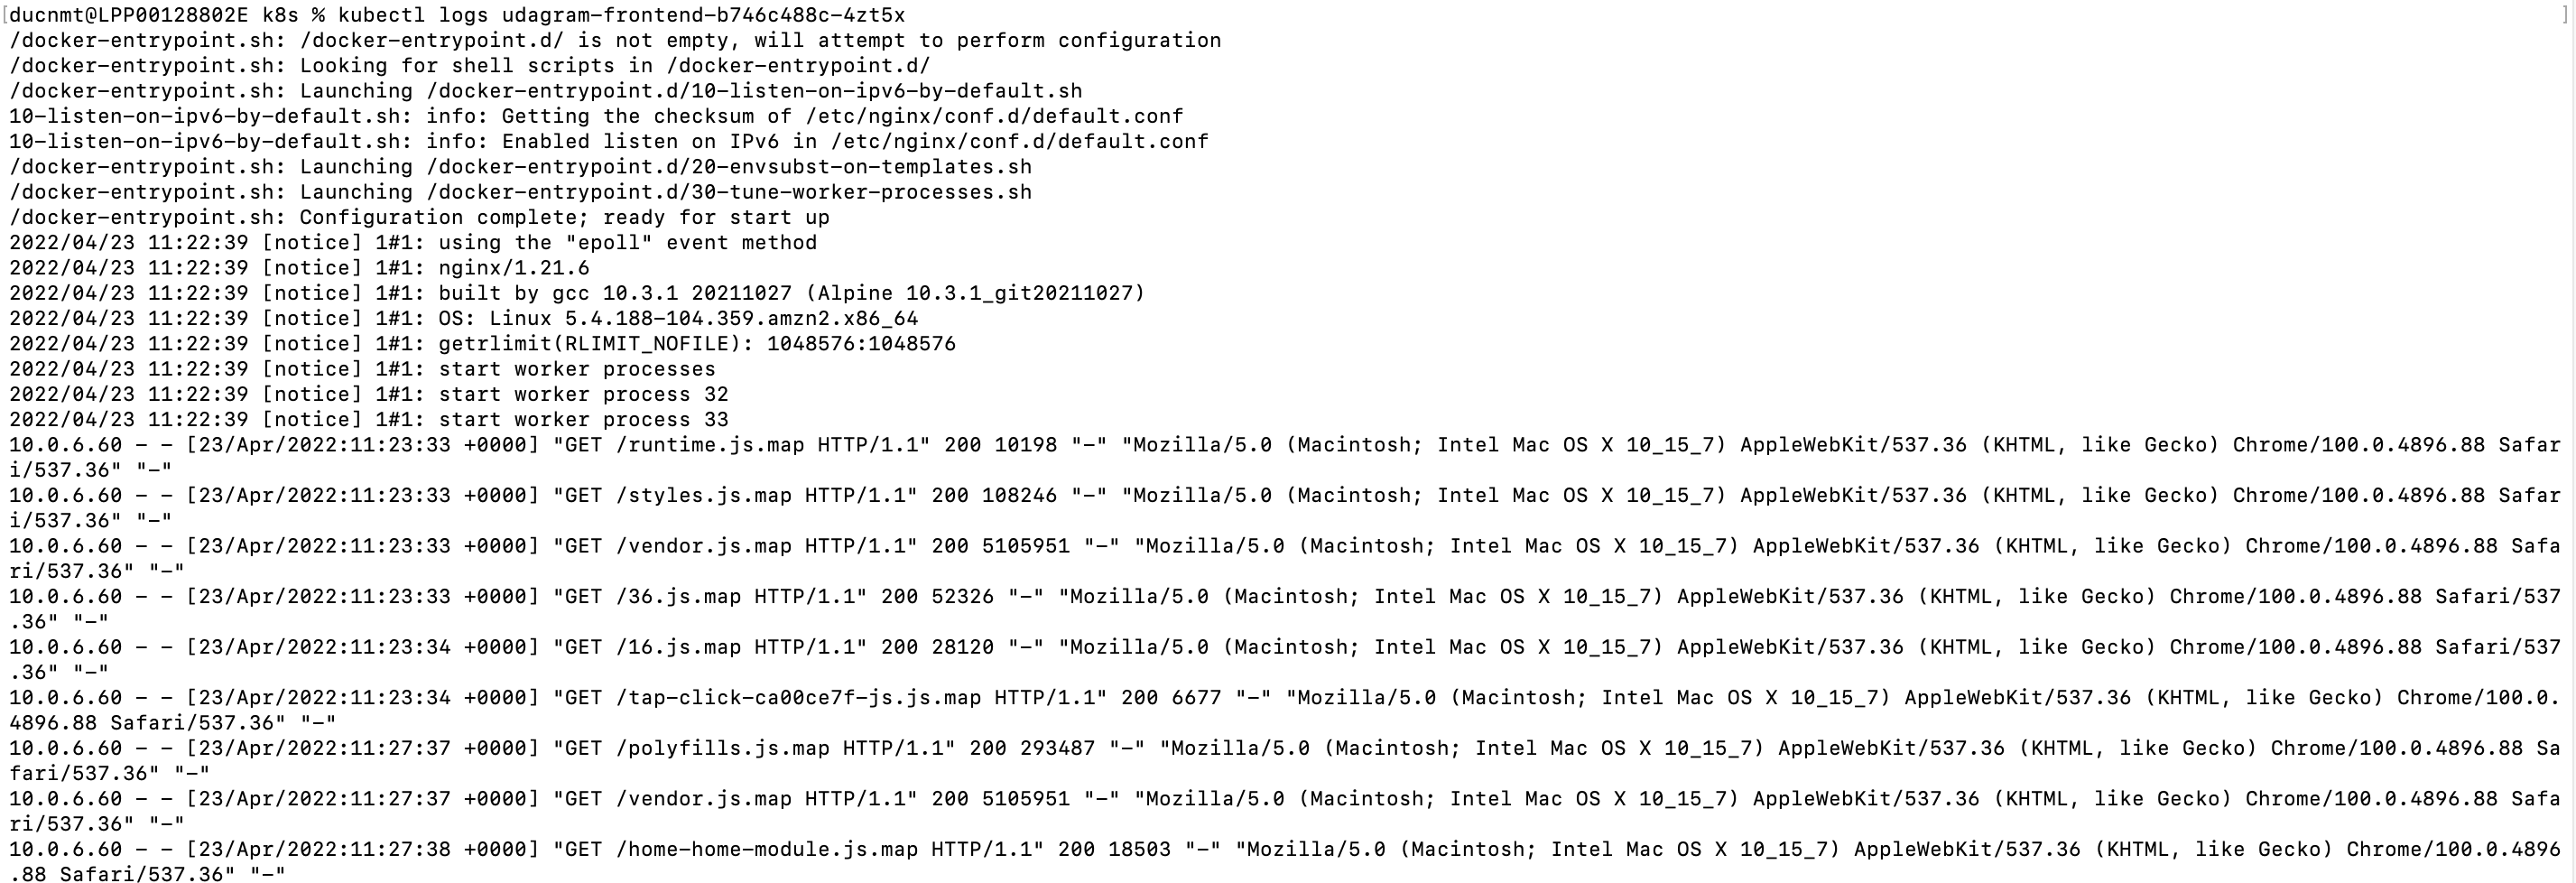 [ducnmt@LPP00128802E k8s % kubectl logs udagram-frontend-b746c488c-4zt5x ]
/docker-entrypoint.sh: /docker-entrypoint.d/ is not empty, will attempt to perform configuration
/docker-entrypoint.sh: Looking for shell scripts in /docker-entrypoint.d/
/docker-entrypoint.sh: Launching /docker-entrypoint.d/10-listen-on-ipv6-by-default.sh
10-listen-on-ipv6-by-default.sh: info: Getting the checksum of /etc/nginx/conf.d/default.conf
10-listen-on-ipv6-by-default.sh: info: Enabled listen on IPv6 in /etc/nginx/conf.d/default.conf
/docker-entrypoint.sh: Launching /docker-entrypoint.d/20-envsubst-on-templates.sh
/docker-entrypoint.sh: Launching /docker-entrypoint.d/30-tune-worker-processes.sh
/docker-entrypoint.sh: Configuration complete; ready for start up
2022/04/23 11:22:39 [notice] 1#1: using the "epoll" event method
2022/04/23 11:22:39 [notice] 1#1: nginx/1.21.6
2022/04/23 11:22:39 [notice] 1#1: built by gcc 10.3.1 20211027 (Alpine 10.3.1_git20211027)
2022/04/23 11:22:39 [notice] 1#1: OS: Linux 5.4.188-104.359.amzn2.x86_64
2022/04/23 11:22:39 [notice] 1#1: getrlimit(RLIMIT_NOFILE): 1048576:1048576
2022/04/23 11:22:39 [notice] 1#1: start worker processes
2022/04/23 11:22:39 [notice] 1#1: start worker process 32
2022/04/23 11:22:39 [notice] 1#1: start worker process 33
10.0.6.60 - - [23/Apr/2022:11:23:33 +0000] "GET /runtime.js.map HTTP/1.1" 200 10198 "-" "Mozilla/5.0 (Macintosh; Intel Mac OS X 10_15_7) AppleWebKit/537.36 (KHTML, like Gecko) Chrome/100.0.4896.88 Safar
i/537.36" "-"
10.0.6.60 - - [23/Apr/2022:11:23:33 +0000] "GET /styles.js.map HTTP/1.1" 200 108246 "-" "Mozilla/5.0 (Macintosh; Intel Mac OS X 10_15_7) AppleWebKit/537.36 (KHTML, like Gecko) Chrome/100.0.4896.88 Safar
i/537.36" "-"
10.0.6.60 - - [23/Apr/2022:11:23:33 +0000] "GET /vendor.js.map HTTP/1.1" 200 5105951 "-" "Mozilla/5.0 (Macintosh; Intel Mac OS X 10_15_7) AppleWebKit/537.36 (KHTML, like Gecko) Chrome/100.0.4896.88 Safa
ri/537.36" "-"
10.0.6.60 - - [23/Apr/2022:11:23:33 +0000] "GET /36.js.map HTTP/1.1" 200 52326 "-" "Mozilla/5.0 (Macintosh; Intel Mac OS X 10_15_7) AppleWebKit/537.36 (KHTML, like Gecko) Chrome/100.0.4896.88 Safari/537
.36" "-"
10.0.6.60 - - [23/Apr/2022:11:23:34 +0000] "GET /16.js.map HTTP/1.1" 200 28120 "-" "Mozilla/5.0 (Macintosh; Intel Mac OS X 10_15_7) AppleWebKit/537.36 (KHTML, like Gecko) Chrome/100.0.4896.88 Safari/537
.36" "-"
10.0.6.60 - - [23/Apr/2022:11:23:34 +0000] "GET /tap-click-ca00ce7f-js.js.map HTTP/1.1" 200 6677 "-" "Mozilla/5.0 (Macintosh; Intel Mac OS X 10_15_7) AppleWebKit/537.36 (KHTML, like Gecko) Chrome/100.0.
4896.88 Safari/537.36" "-"
10.0.6.60 - - [23/Apr/2022:11:27:37 +0000] "GET /polyfills.js.map HTTP/1.1" 200 293487 "-" "Mozilla/5.0 (Macintosh; Intel Mac OS X 10_15_7) AppleWebKit/537.36 (KHTML, like Gecko) Chrome/100.0.4896.88 Sa
fari/537.36" "-"
10.0.6.60 - - [23/Apr/2022:11:27:37 +0000] "GET /vendor.js.map HTTP/1.1" 200 5105951 "-" "Mozilla/5.0 (Macintosh; Intel Mac OS X 10_15_7) AppleWebKit/537.36 (KHTML, like Gecko) Chrome/100.0.4896.88 Safa
ri/537.36" "-"
10.0.6.60 - - [23/Apr/2022:11:27:38 +0000] "GET /home-home-module.js.map HTTP/1.1" 200 18503 "-" "Mozilla/5.0 (Macintosh; Intel Mac OS X 10_15_7) AppleWebKit/537.36 (KHTML, like Gecko) Chrome/100.0.4896
.88 Safari/537.36" "-"